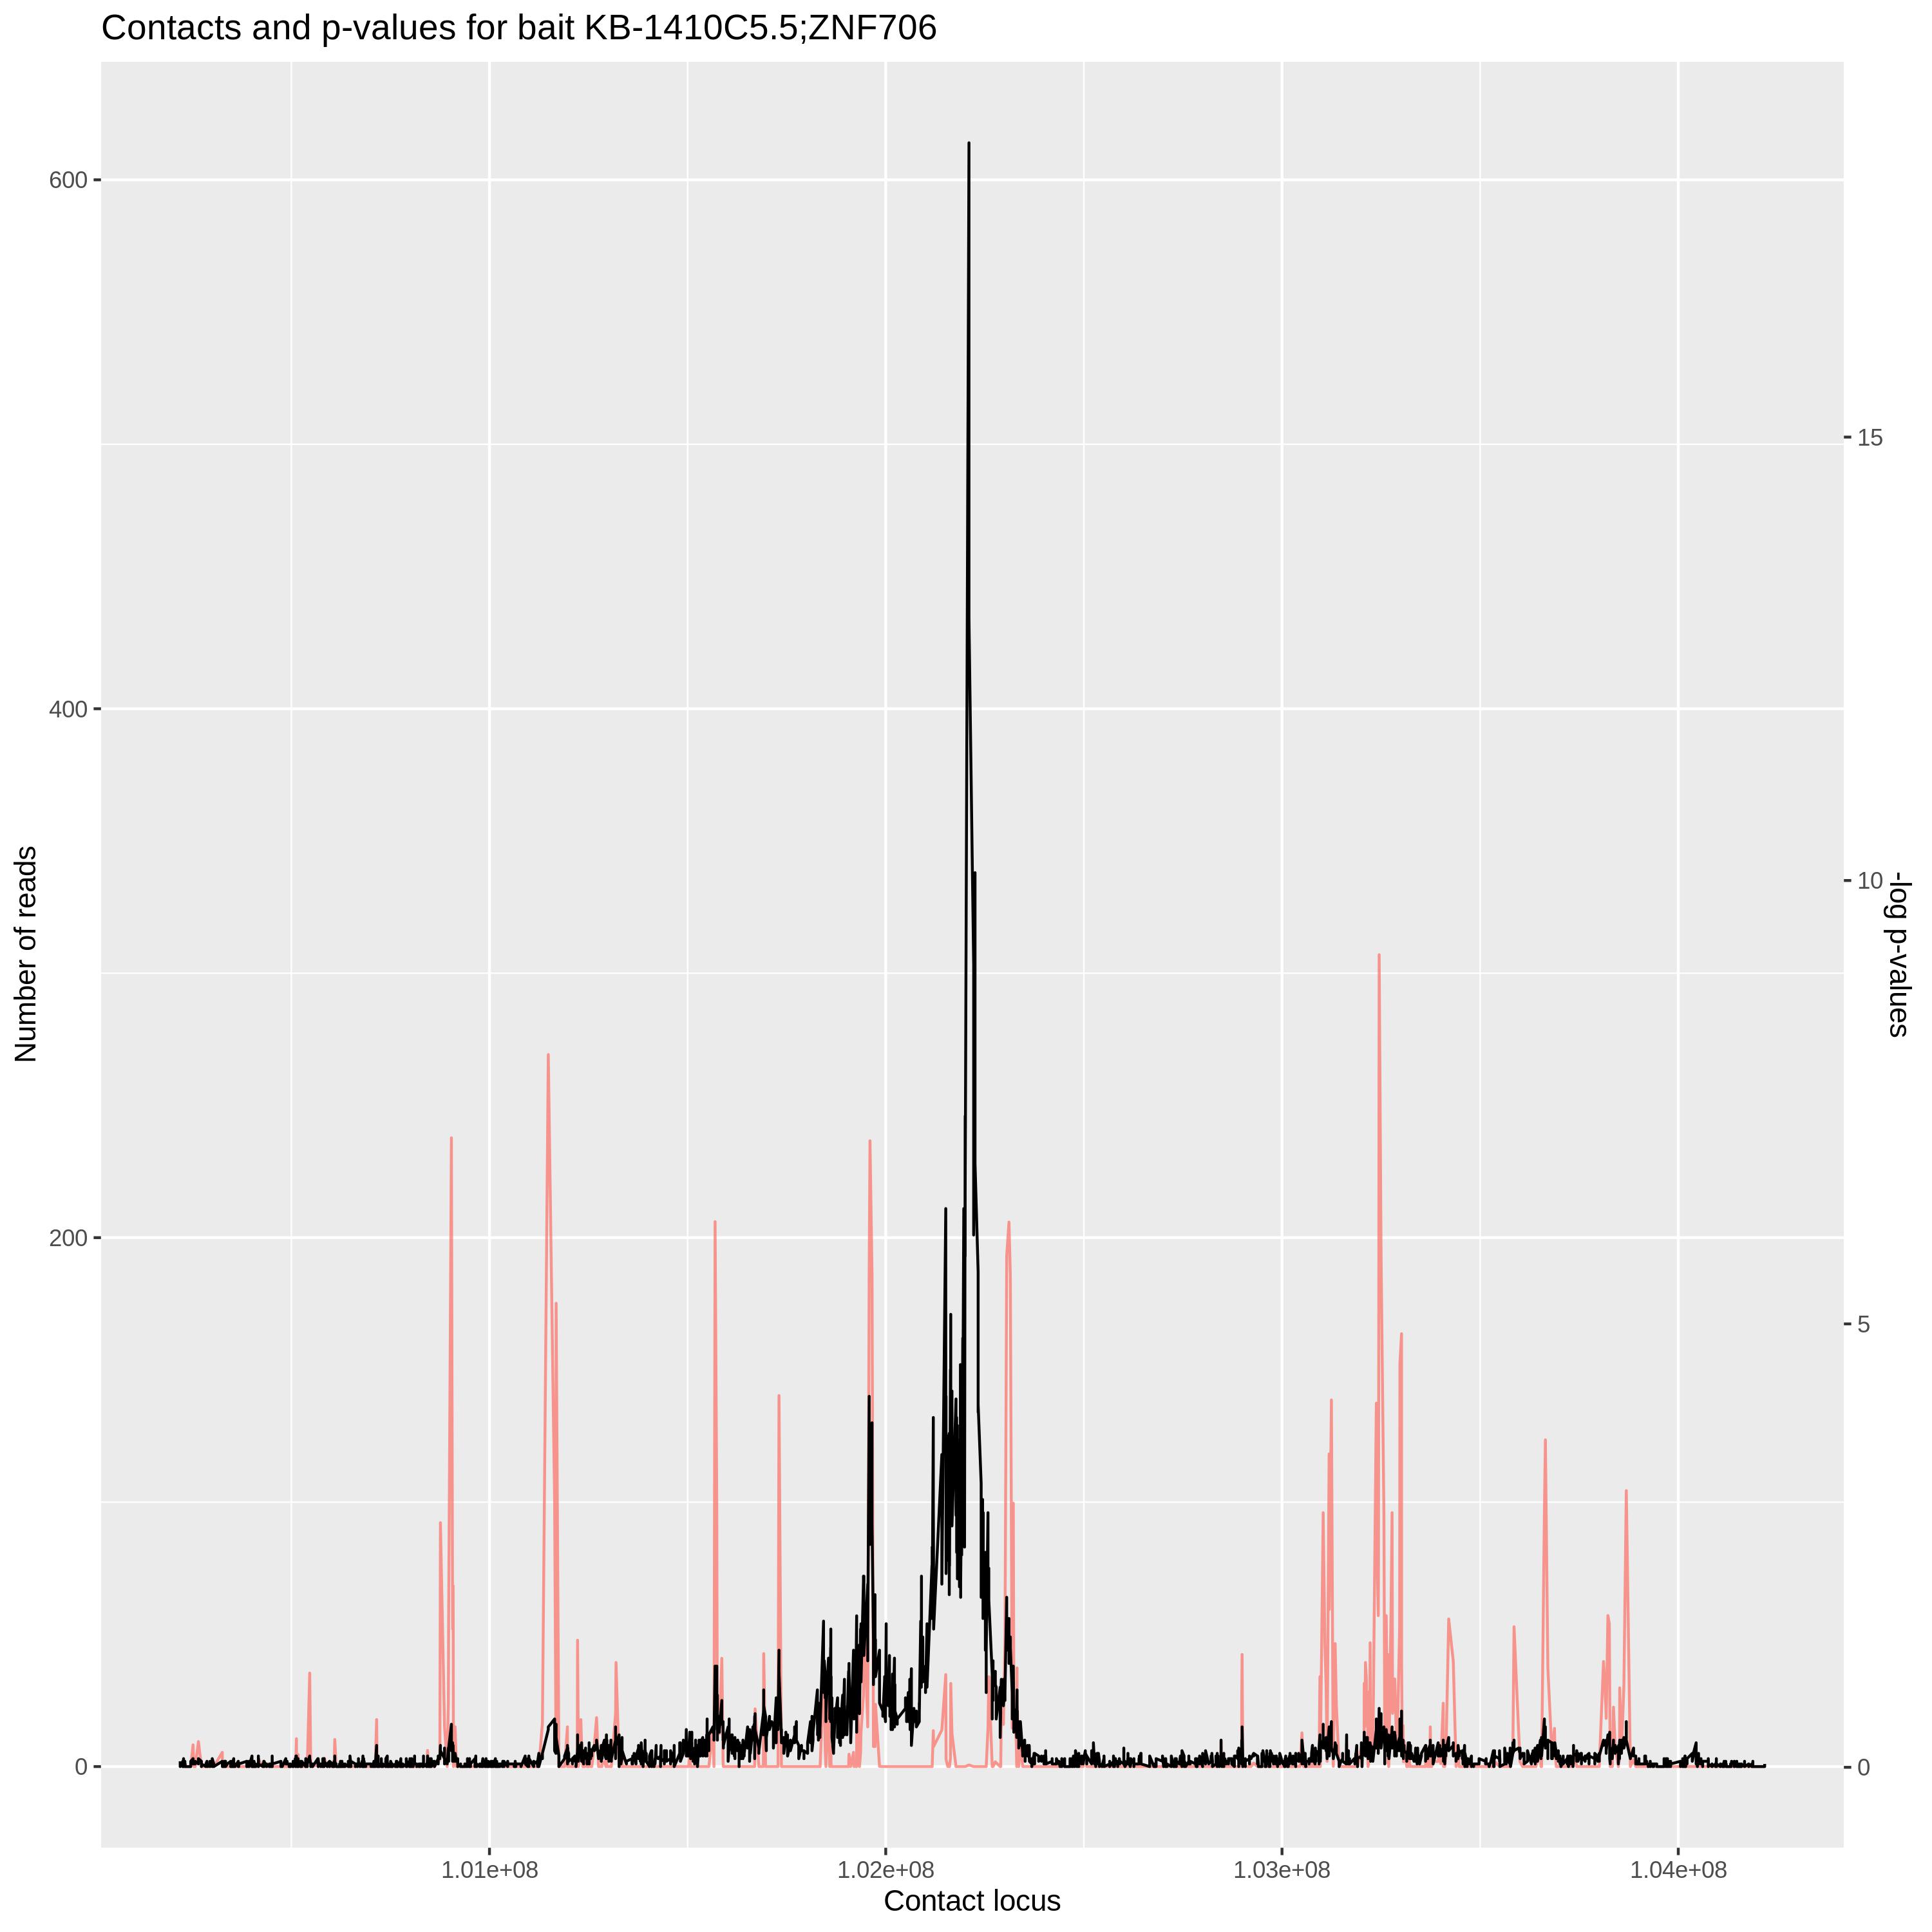 Contacts and p-values for bait KB-1410C5.5;ZNF706
600
400
200
0
Number of reads
15
10
5
0
-log p-values
1.01e+08
1.02e+08
1.03e+08
1.04e+08
Contact locus